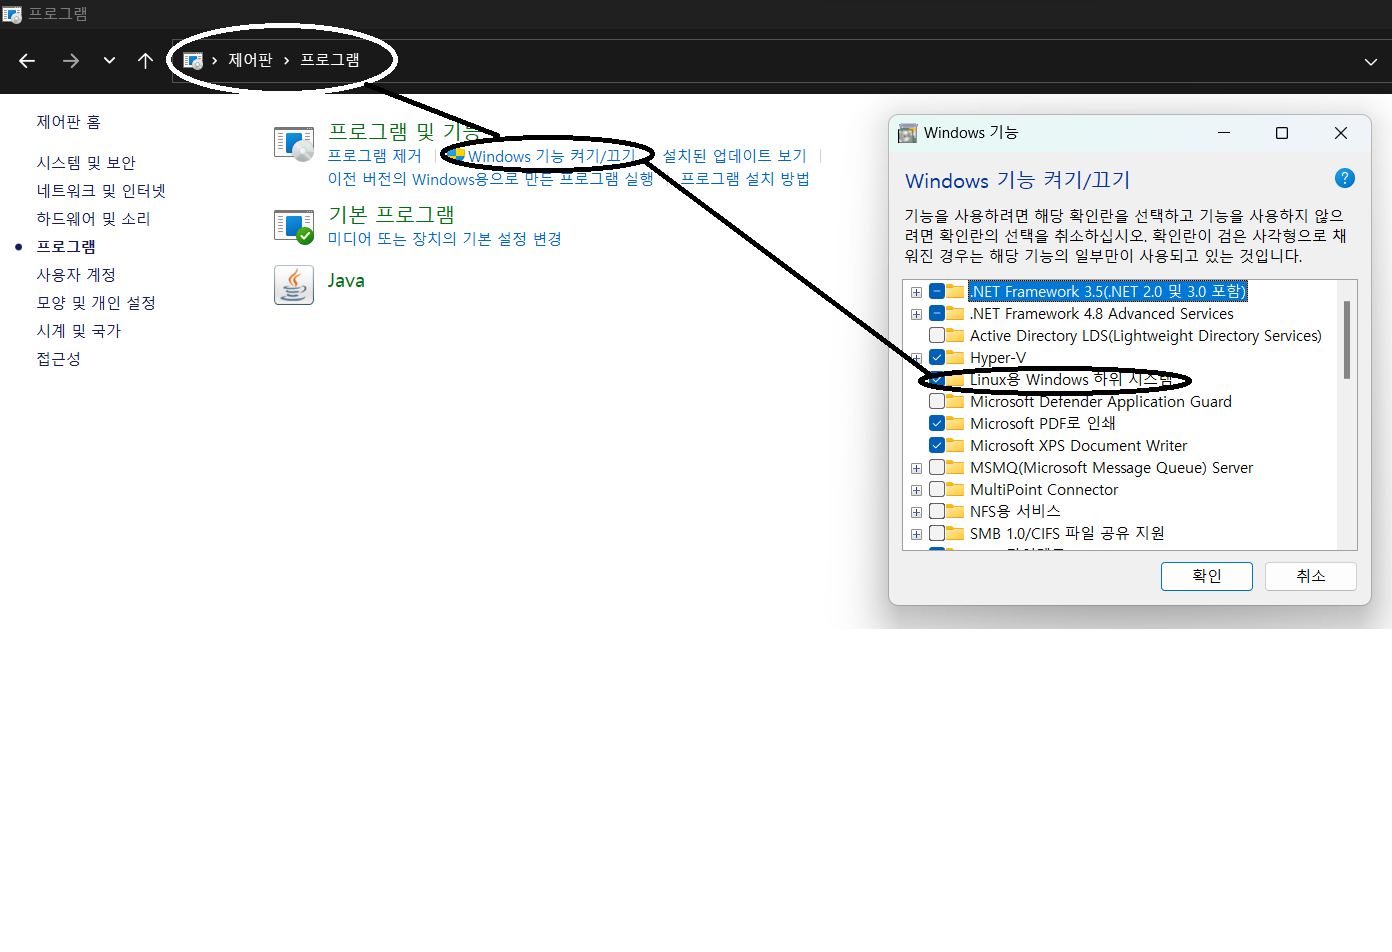 프로그램
제어판 > 프로그램
제어판 홈
시스템 및 보안
네트워크 및 인터넷
하드웨어 및 소리
프로그램
사용자 계정
모양 및 개인 설정
시계 및 국가
접근성
프로그램 및 기능
프로그램 제거 Windows 기능 켜기/끄기 설치된 업데이트 보기
이전 버전의 Windows용으로 만든 프로그램 실행 프로그램 설치 방법
기본 프로그램
미디어 또는 장치의 기본 설정 변경
Java
Windows 기능
Windows 기능 켜기/끄기
기능을 사용하려면 해당 확인란을 선택하고 기능을 사용하지 않으
려면 확인란의 선택을 취소하십시오. 확인란이 검은 사각형으로 채
워진 경우는 해당 기능의 일부만이 사용되고 있는 것입니다.
.NET Framework 3.5(.NET 2.0 및 3.0 포함)
.NET Framework 4.8 Advanced Services
Active Directory LDS(Lightweight Directory Services)
Hyper-V
Linux용 Windows 하위 시스템
Microsoft Defender Application Guard
Microsoft PDF로 인쇄
Microsoft XPS Document Writer
MSMQ(Microsoft Message Queue) Server
MultiPoint Connector
NFS용 서비스
SMB 1.0/CIFS 파일 공유 지원
확인 취소